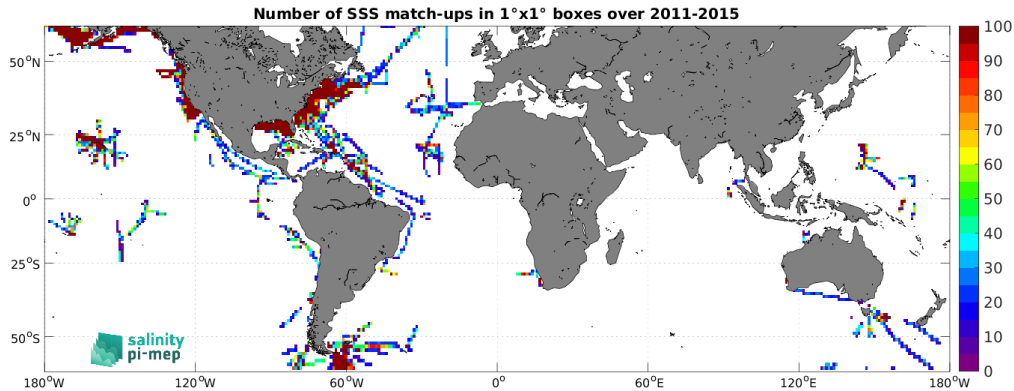 Number of SSS match-ups in 1°x1° boxes over 2011-2015
100
90
80
70
60
50
40
30
20
10
0
50°N
25°N
0°
25°S
50°S
salinity
pi-mep
180°W 120°W 60°W 0° 60°E 120°E 180°W